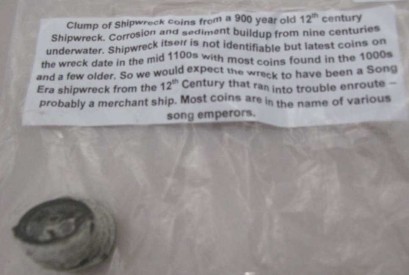 Clump of Shipwreck coins from a 900 year old 12th century
Shipwreck. Corrosion and sediment buildup from nine centuries
underwater. Shipwreck itserr is not identifiable but latest coins on
the wreck date in the mid 1100s with most coins found in the 1000s
and a few older. So we would expect the wreck to have been a Song
Era shipwreck from the 12th Century that ran into trouble enroute –
probably a merchant ship. Most coins are in the name of various
song emperors.